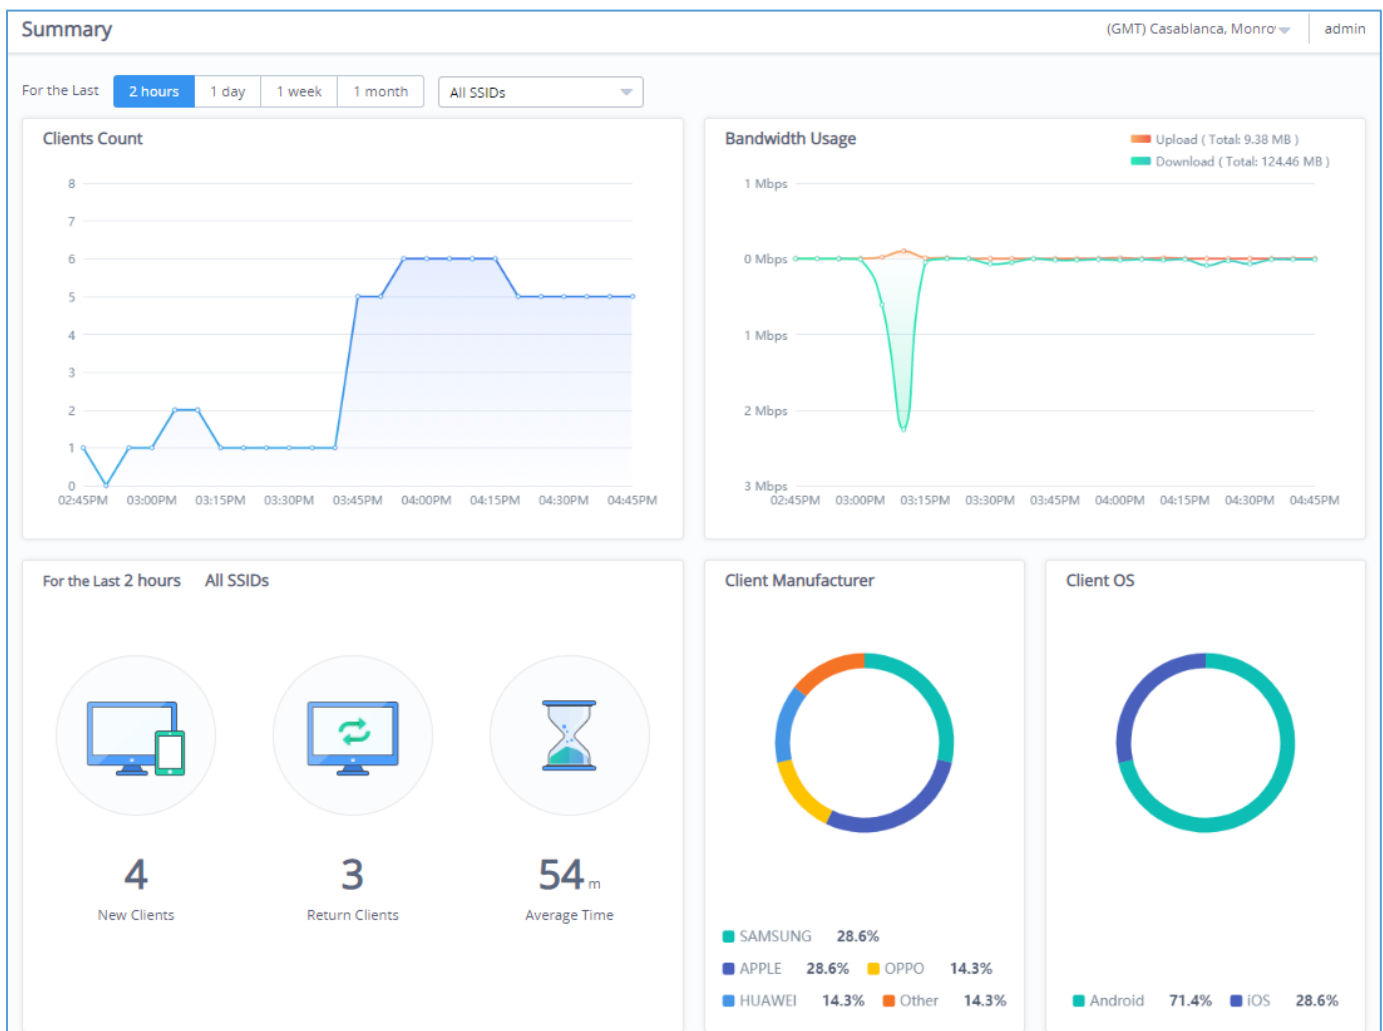 Summary
(GMT) Casablanca, Monro
admin
For the Last 2 hours 1 day 1 week 1 month All SSIDs
Clients Count
8
7
6
5
4
3
2
1
0
02:45PM 03:00PM 03:15PM 03:30PM 03:45PM 04:00PM 04:15PM 04:30PM 04:45PM
Bandwidth Usage
Upload ( Total: 9.38 MB )
Download ( Total: 124.46 MB )
1 Mbps
0 Mbps
1 Mbps
2 Mbps
3 Mbps
02:45PM 03:00PM 03:15PM 03:30PM 03:45PM 04:00PM 04:15PM 04:30PM 04:45PM
For the Last 2 hours All SSIDs
4
New Clients
3
Return Clients
54 m
Average Time
Client Manufacturer
SAMSUNG 28.6%
APPLE 28.6% OPPO 14.3%
HUAWEI 14.3% Other 14.3%
Client OS
Android 71.4% iOS 28.6%